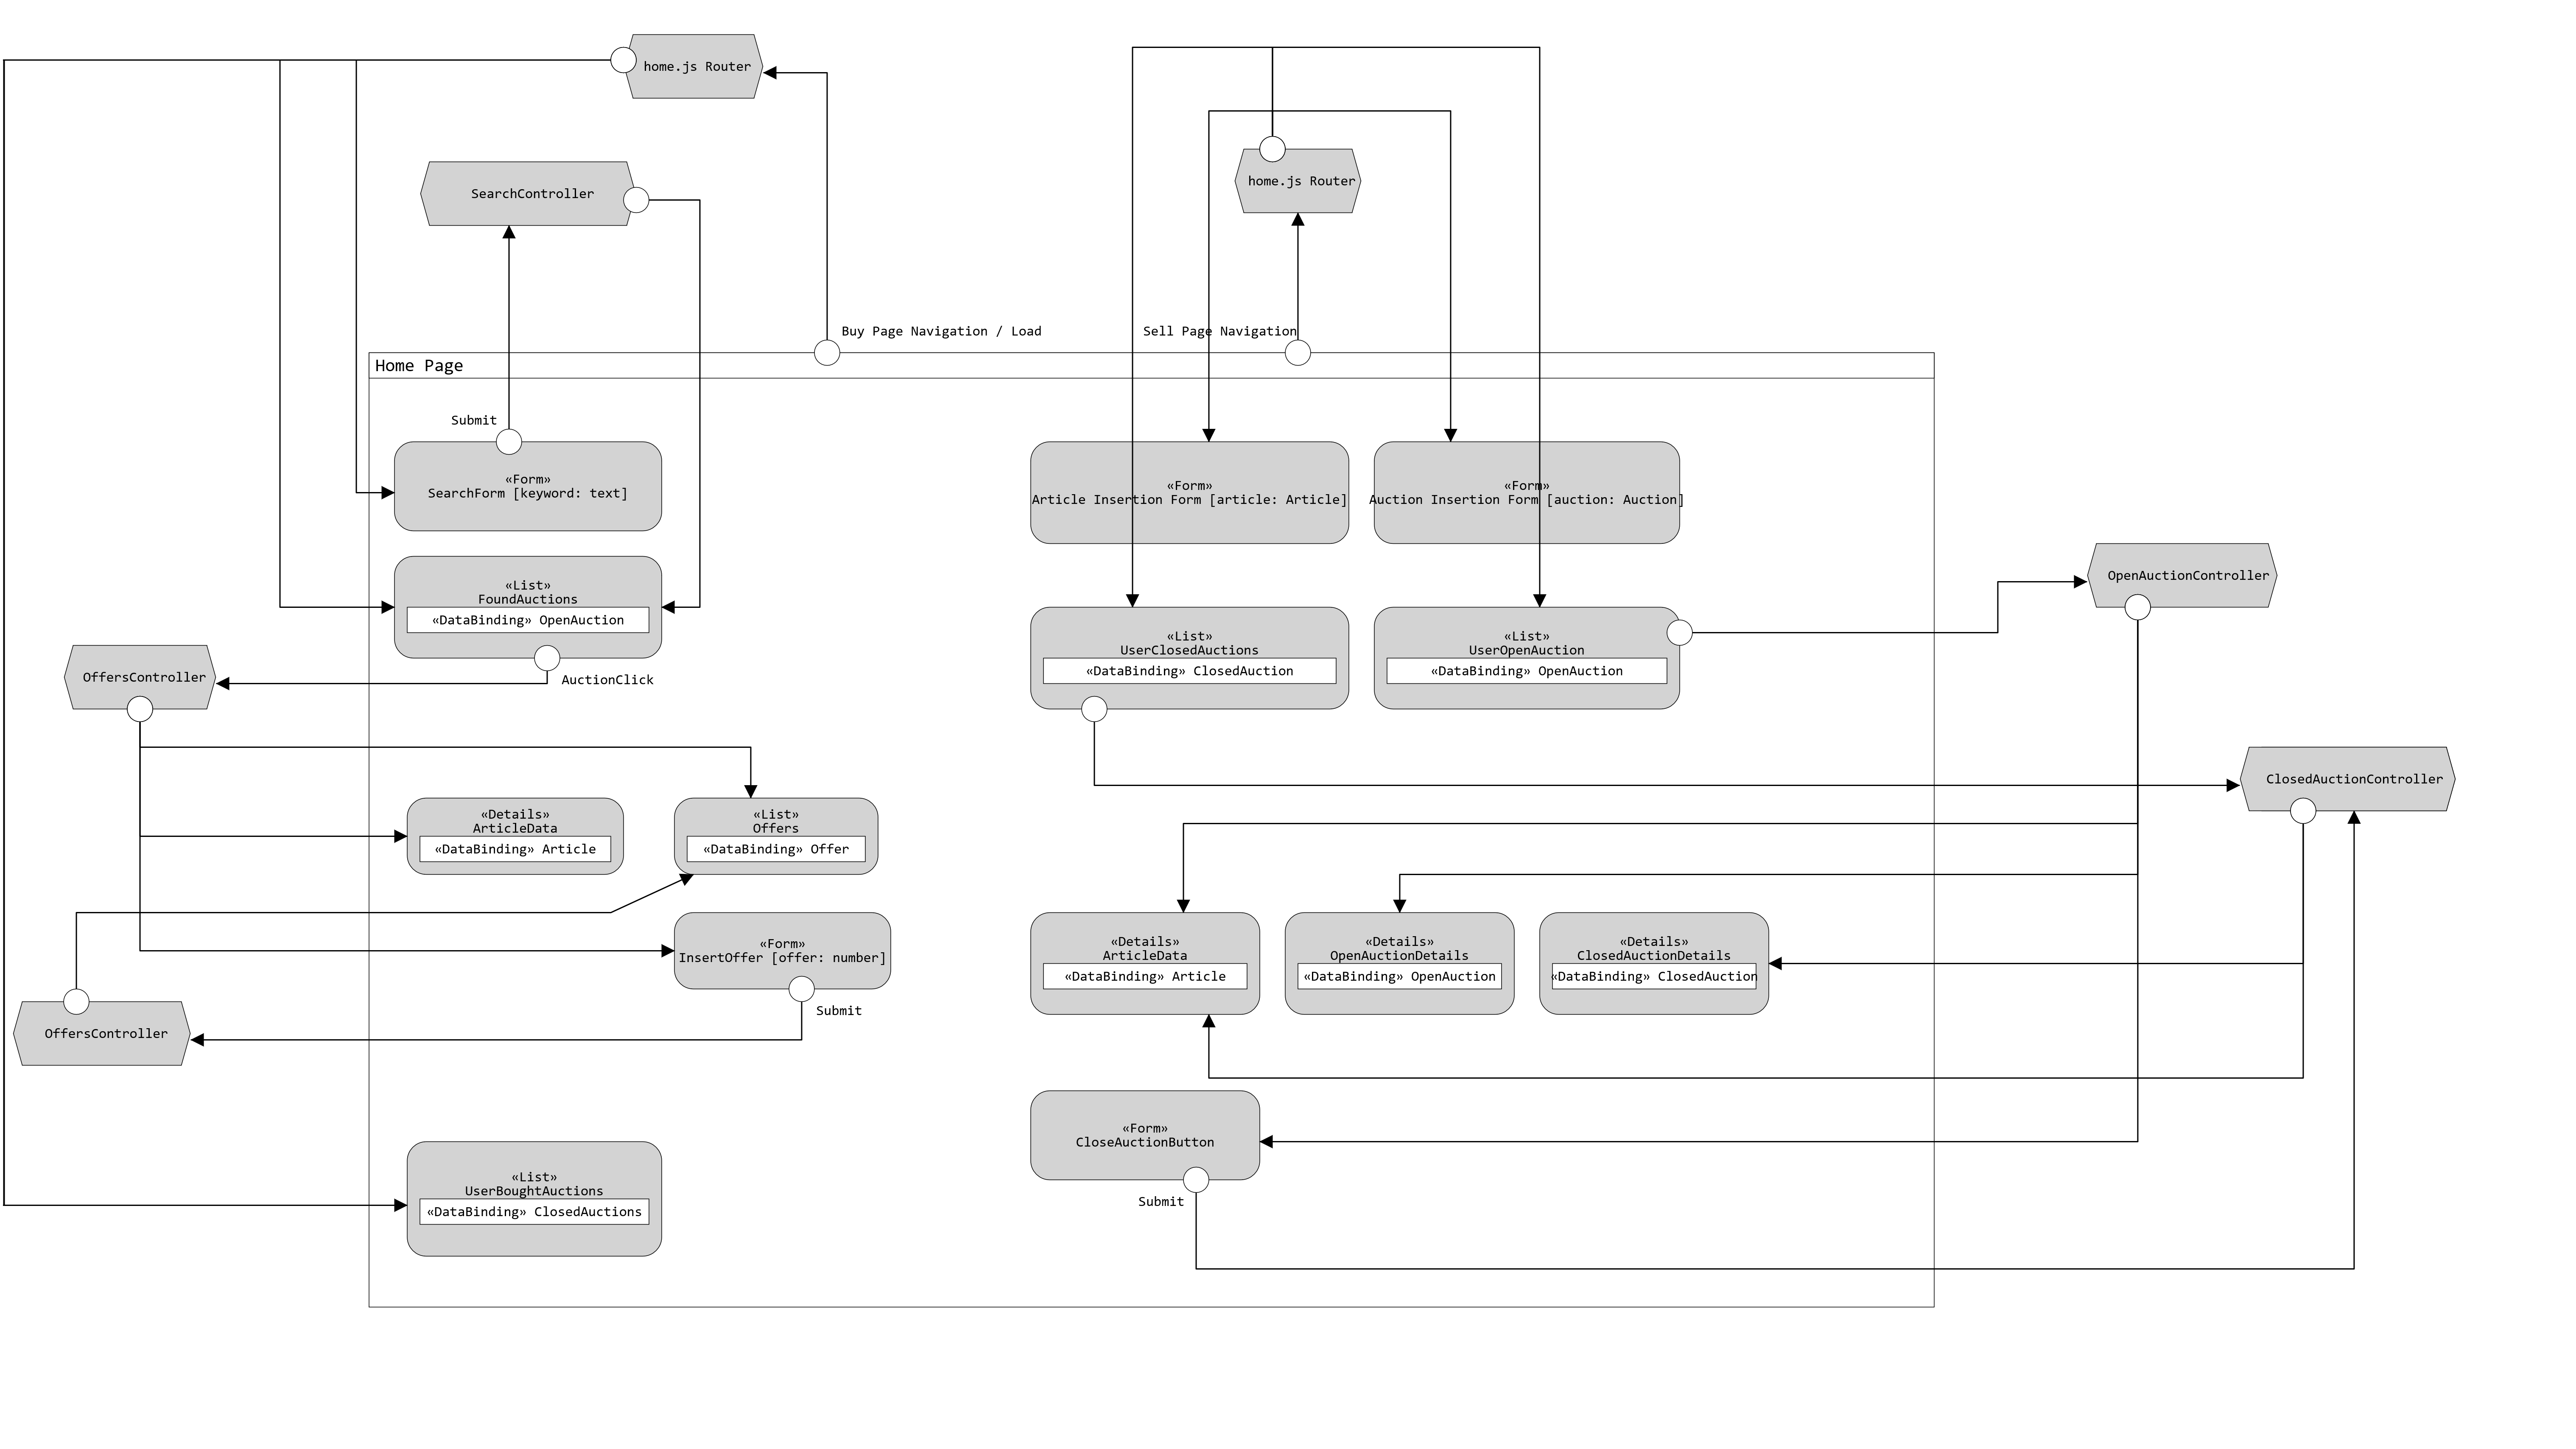 home.js Router
SearchController
home.js Router
Buy Page Navigation / Load
Sell Page Navigation
Home Page
Submit
«Form»
SearchForm [keyword: text]
«Form»
Article Insertion Form [article: Article]
«Form»
Auction Insertion Form [auction: Auction]
«List»
FoundAuctions
«DataBinding» OpenAuction
OpenAuctionController
«List»
UserClosedAuctions
«DataBinding» ClosedAuction
«List»
UserOpenAuction
«DataBinding» OpenAuction
OffersController
AuctionClick
ClosedAuctionController
«Details»
ArticleData
«DataBinding» Article
«List»
Offers
«DataBinding» Offer
«Form»
InsertOffer [offer: number]
«Details»
ArticleData
«DataBinding» Article
«Details»
OpenAuctionDetails
«DataBinding» OpenAuction
«Details»
ClosedAuctionDetails
«DataBinding» ClosedAuction
Submit
OffersController
«Form»
CloseAuctionButton
«List»
UserBoughtAuctions
«DataBinding» ClosedAuctions
Submit